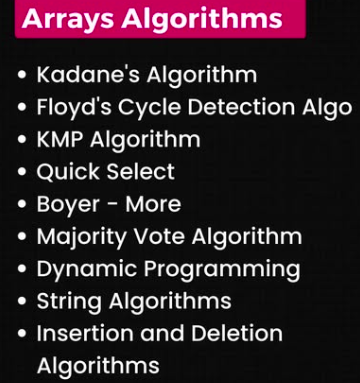 Arrays Algorithms
• Kadane's Algorithm
• Floyd's Cycle Detection Algo
• KMP Algorithm
• Quick Select
• Boyer - More
• Majority Vote Algorithm
• Dynamic Programming
• String Algorithms
• Insertion and Deletion
Algorithms